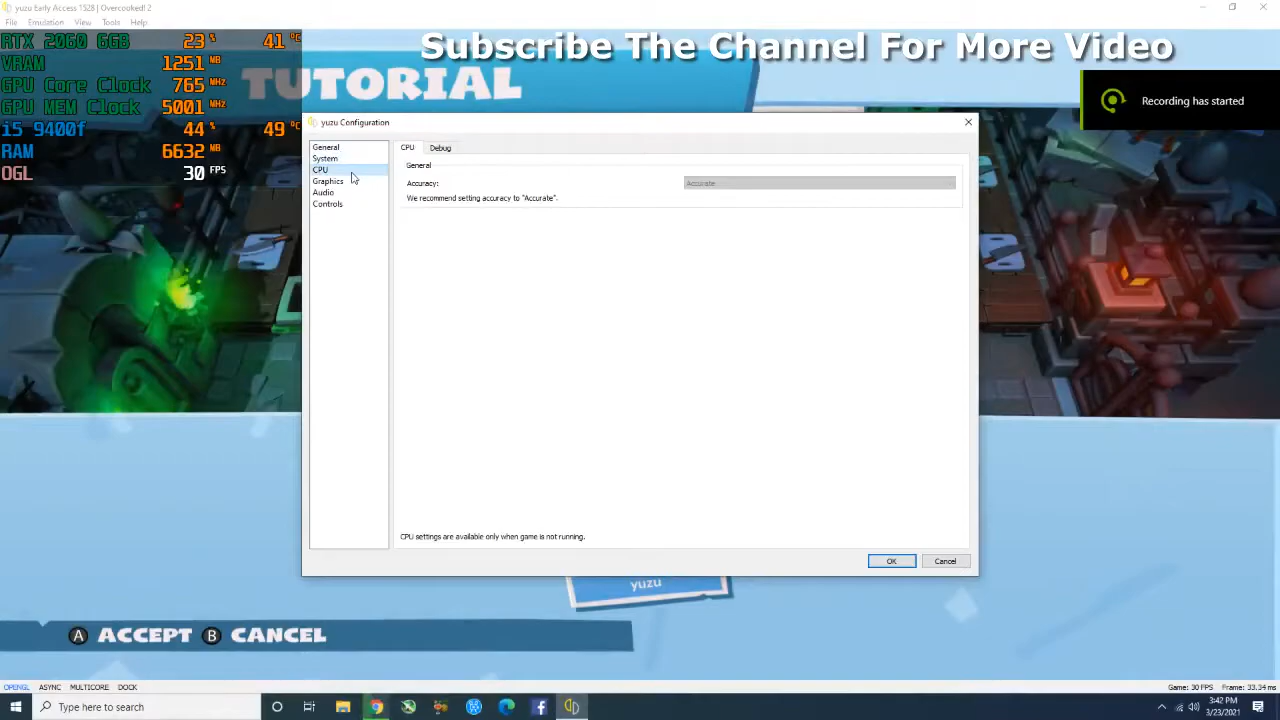 yuzu Early Access 1528 | Overcooked! 2
File Emulation View Tools Help
RTX 2060 6GB 23 % 41 °C
VRAM 1251 MB
GPU Core Clock 765 MHz
GPU MEM Clock 5001 MHz
i5 9400f 44 % 49 °C
RAM 6632 MB
OGL 30 FPS
TUTORIAL
Subscribe The Channel For More Video
Recording has started
yuzu Configuration
General
System
CPU
Graphics
Audio
Controls
CPU Debug
General
Accuracy: Accurate
We recommend setting accuracy to "Accurate".
CPU settings are available only when game is not running.
OK Cancel
yuzu
A ACCEPT B CANCEL
OPENGL ASYNC MULTICORE DOCK
Game: 30 FPS Frame: 33.34 ms
Type here to search
3:42 PM
3/23/2021